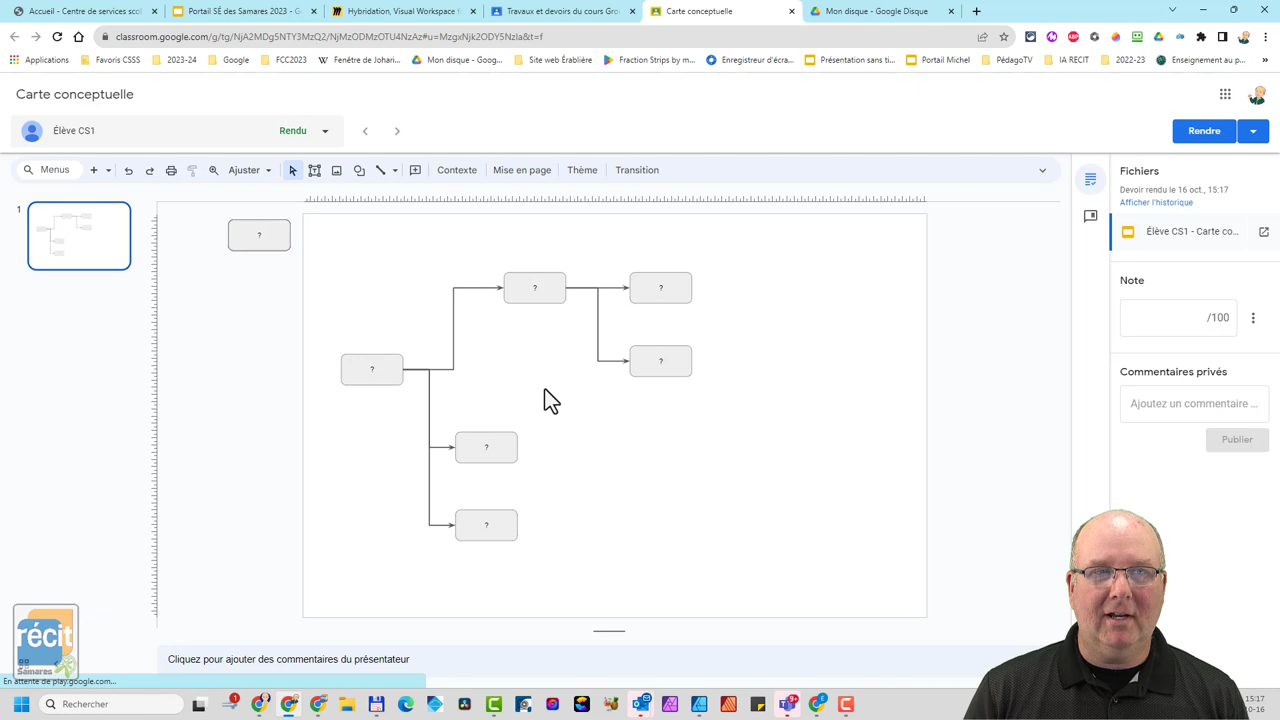 Accueil - Centre de services scol
Portail SÉ des Samares 2023 - G
Hybridation, Visual Workspace f
Travaux et devoirs du cours Gro
Carte conceptuelle
Mon disque - Google Drive
classroom.google.com/g/tg/NjA2MDg5NTY3MzQ2/NjMzODMzOTU4NzAz#u=MzgxNjk2ODY5NzIa&t=f
Applications
Favoris CSSS
2023-24
Google
FCC2023
Fenêtre de Johari...
Mon disque - Goog...
Site web Érablière
Fraction Strips by m...
Enregistreur d'écra...
Présentation sans ti...
Portail Michel
PédagoTV
IA RECIT
2022-23
Enseignement au p...
Carte conceptuelle
Élève CS1
Rendu
Rendre
Menus
Ajuster
Contexte
Mise en page
Thème
Transition
Fichiers
Devoir rendu le 16 oct., 15:17
Afficher l'historique
Élève CS1 - Carte co...
Note
/100
Commentaires privés
Ajoutez un commentaire ...
Publier
1
?
?
?
?
?
?
?
récit
Samares
Cliquez pour ajouter des commentaires du présentateur
En attente de play.google.com...
Rechercher
1
9+
15:17